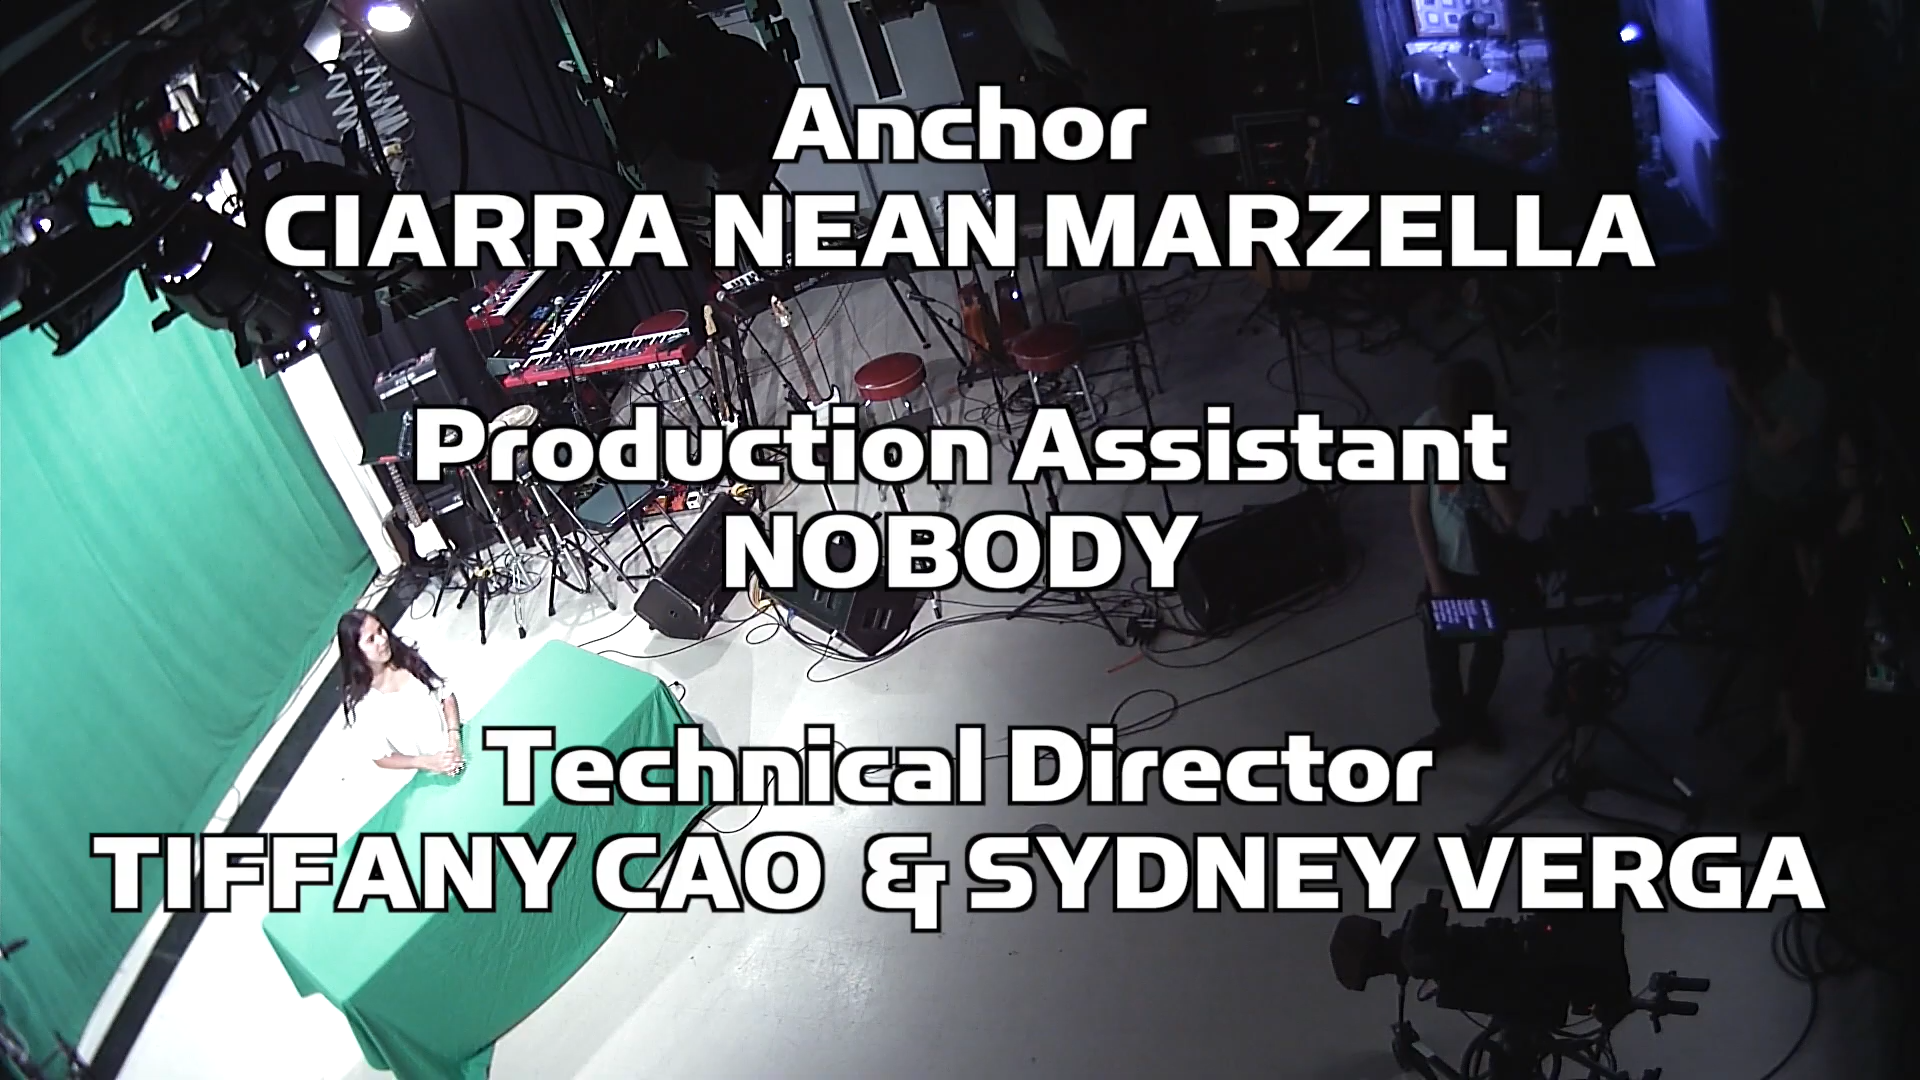 Anchor
CIARRA NEAN MARZELLA
Production Assistant
NOBODY
Technical Director
TIFFANY CAO & SYDNEY VERGA